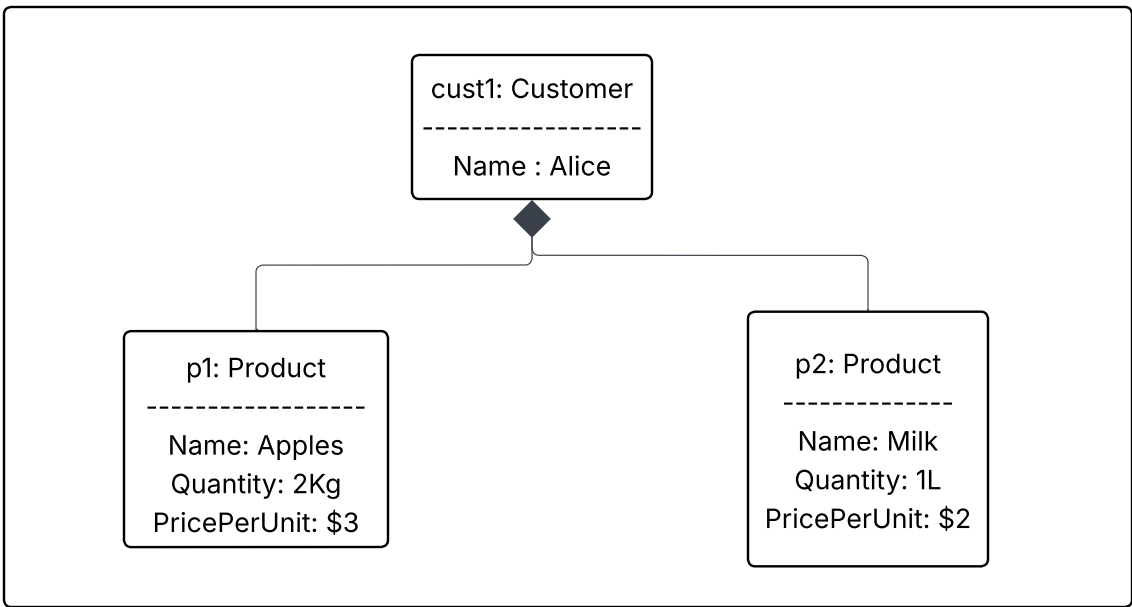 cust1: Customer
------------------
Name : Alice
p1: Product
------------------
Name: Apples
Quantity: 2Kg
PricePerUnit: $3
p2: Product
--------------
Name: Milk
Quantity: 1L
PricePerUnit: $2